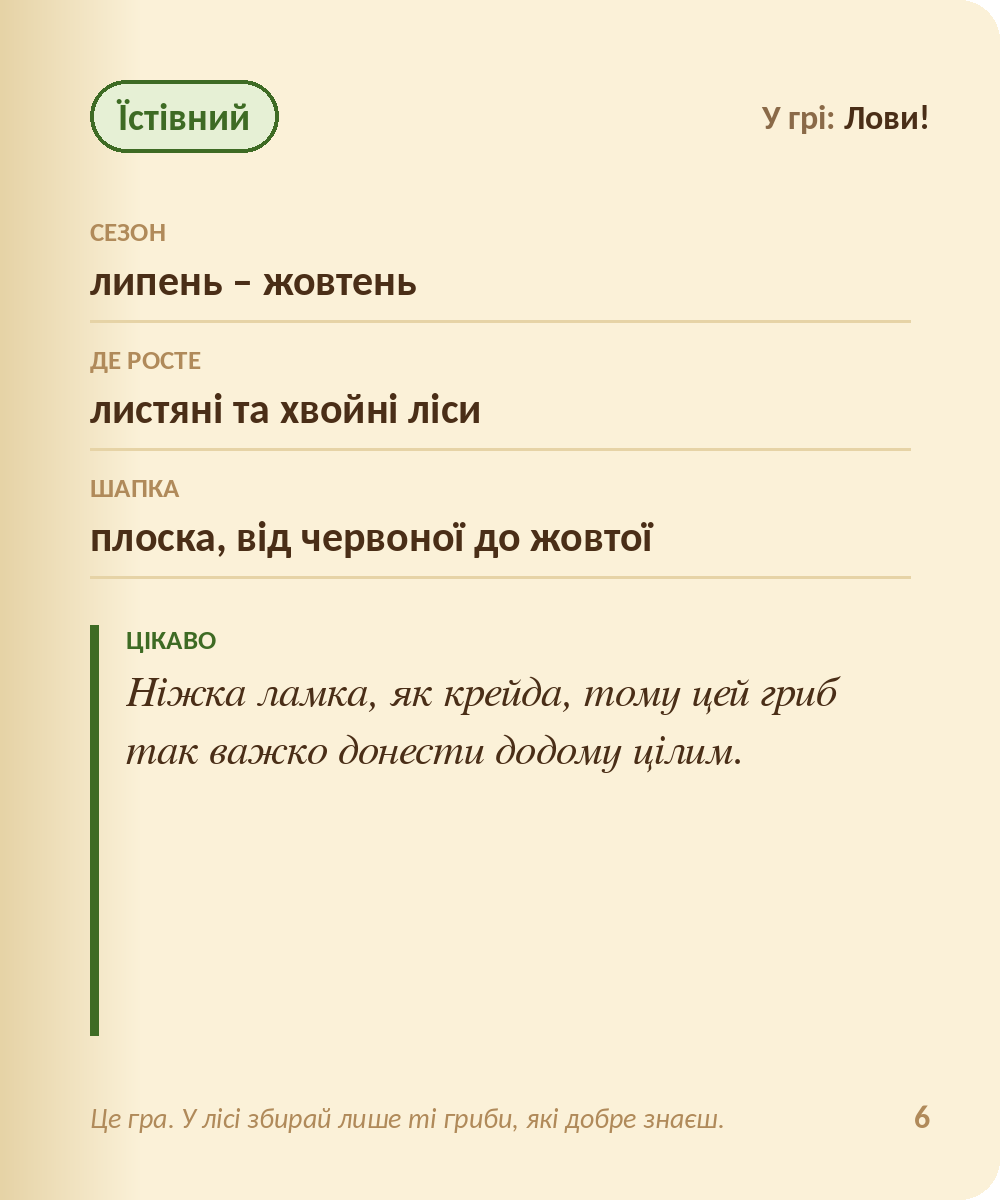 Їстівний
У грі: Лови!
СЕЗОН
липень – жовтень
ДЕ РОСТЕ
листяні та хвойні ліси
ШАПКА
плоска, від червоної до жовтої
ЦІКАВО
Ніжка ламка, як крейда, тому цей гриб
так важко донести додому цілим.
Це гра. У лісі збирай лише ті гриби, які добре знаєш.
6